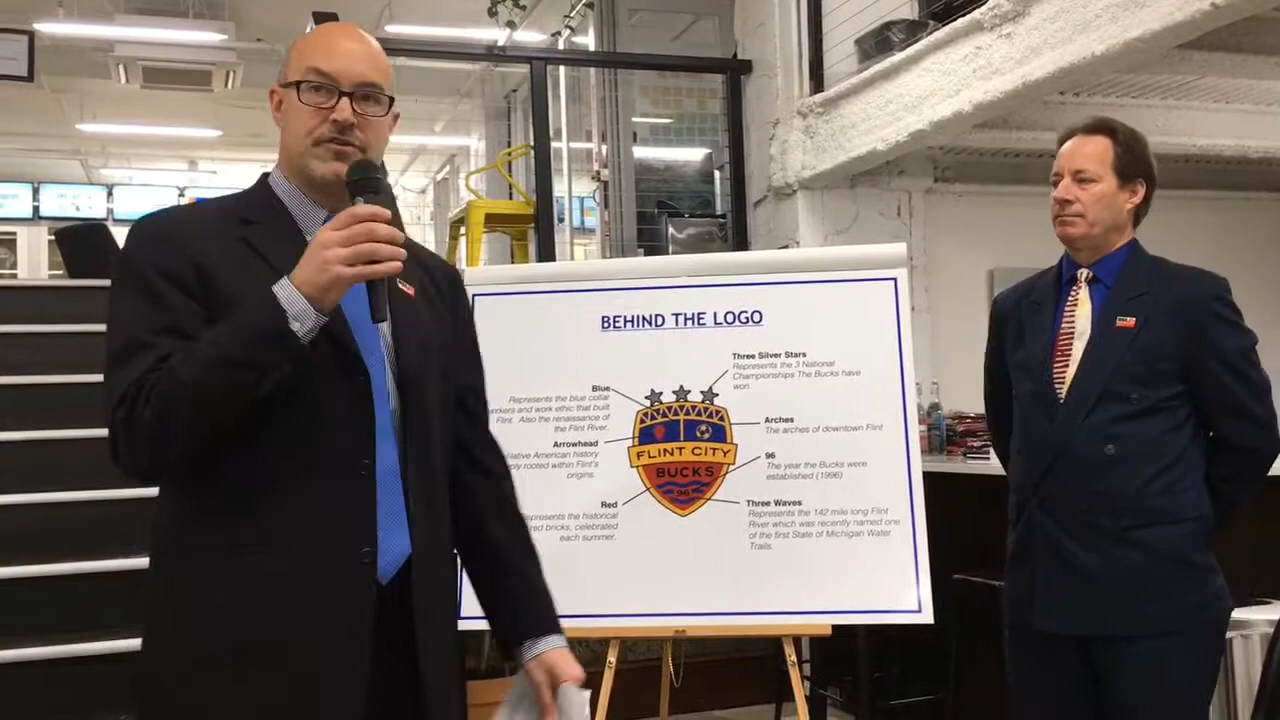 BEHIND THE LOGO
Three Silver Stars
Represents the 3 National
Championships The Bucks have
won.
Blue
Represents the blue collar
and work ethic that built
Flint. Also the renaissance of
the Flint River.
Arches
The arches of downtown Flint
Arrowhead
Native American history
rooted within Flint's
origins.
96
The year the Bucks were
established (1996)
Red
the historical
red bricks, celebrated
each summer.
Three Waves
Represents the 142 mile long Flint
River which was recently named one
of the first State of Michigan Water
Trails.
FLINT CITY
BUCKS
96